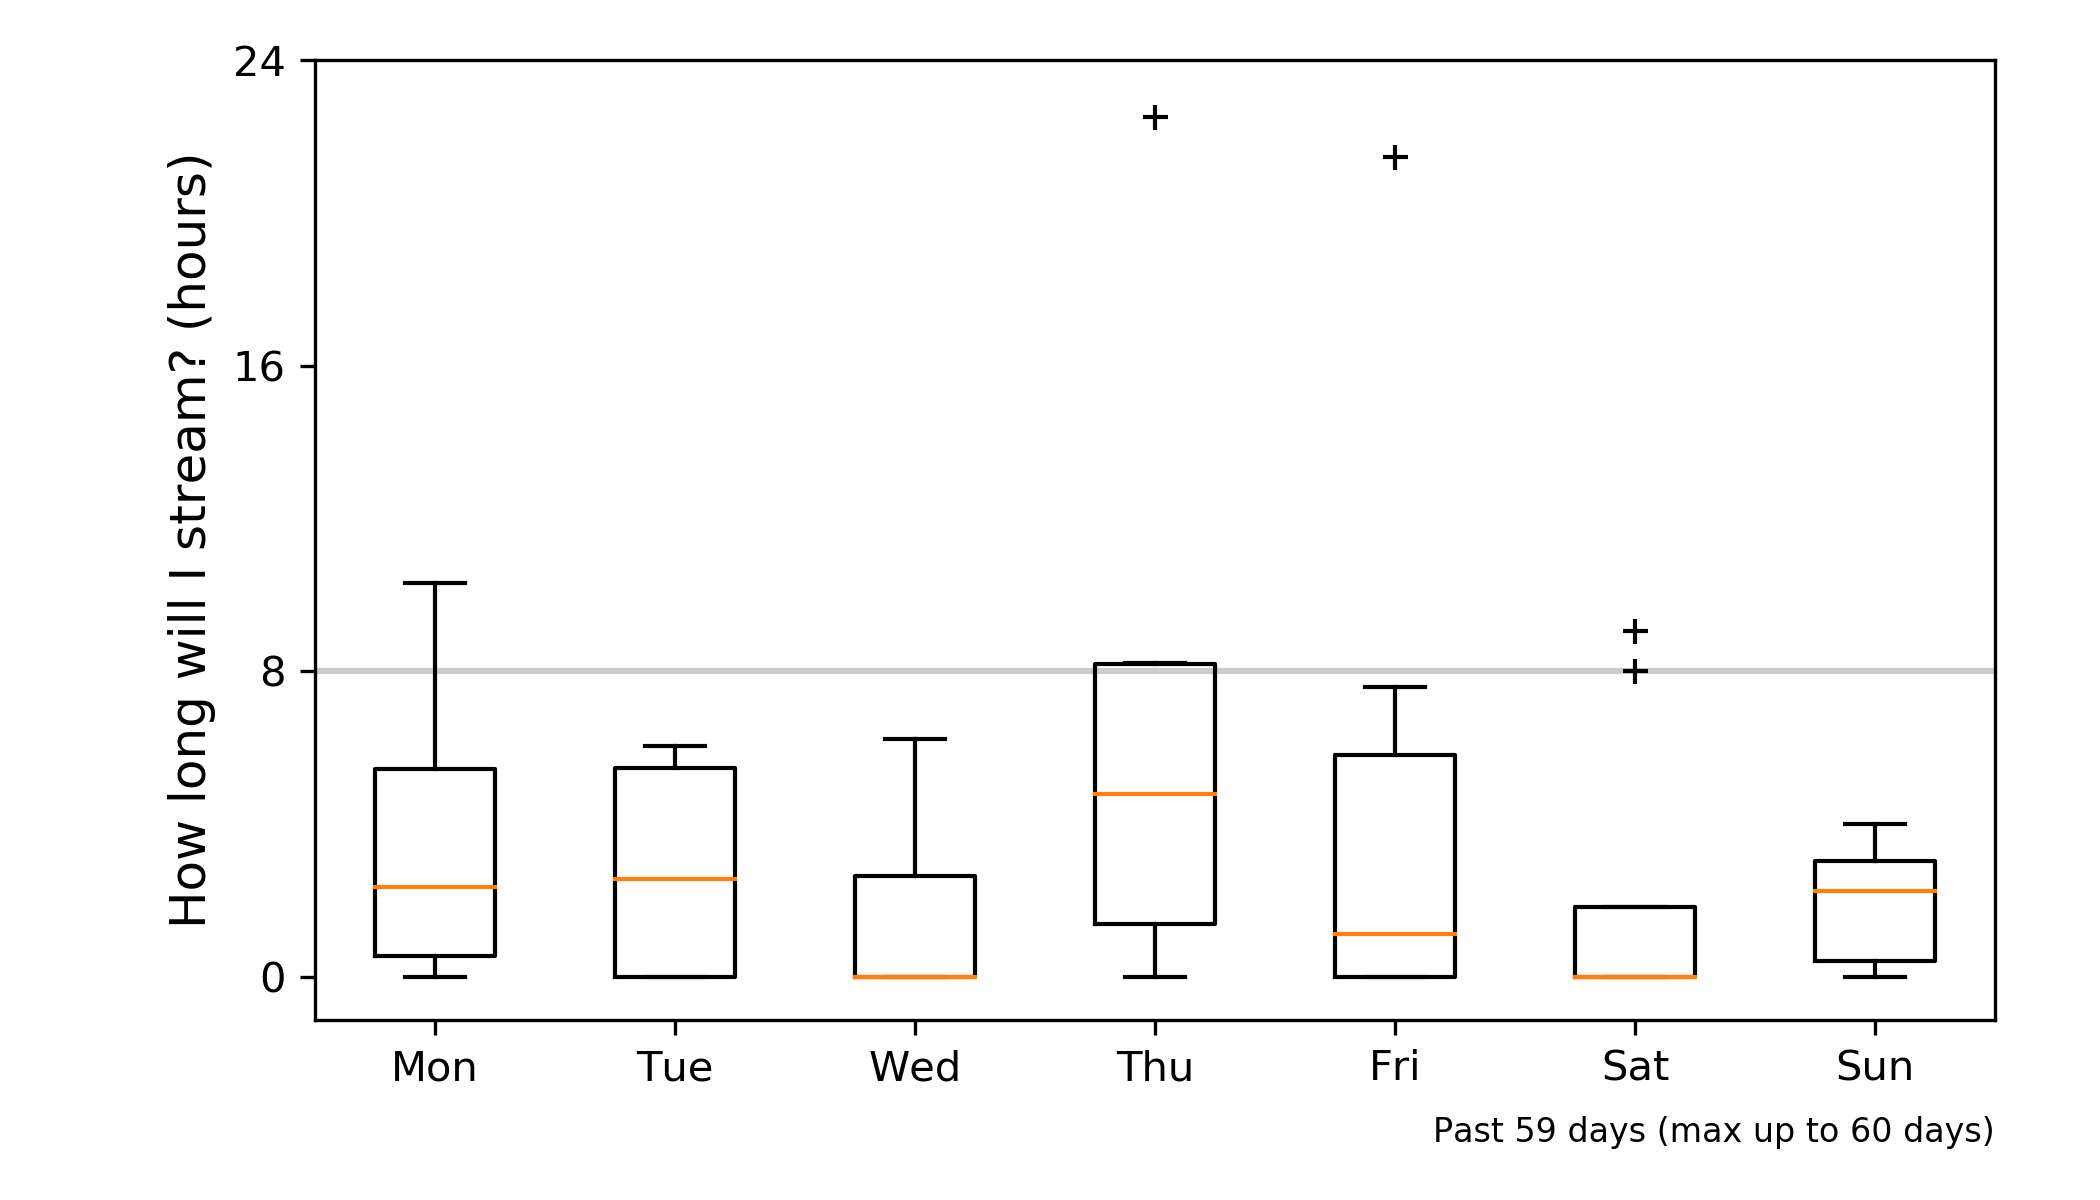 How long will I stream? (hours)
24
16
8
0
Mon Tue Wed Thu Fri Sat Sun
Past 59 days (max up to 60 days)